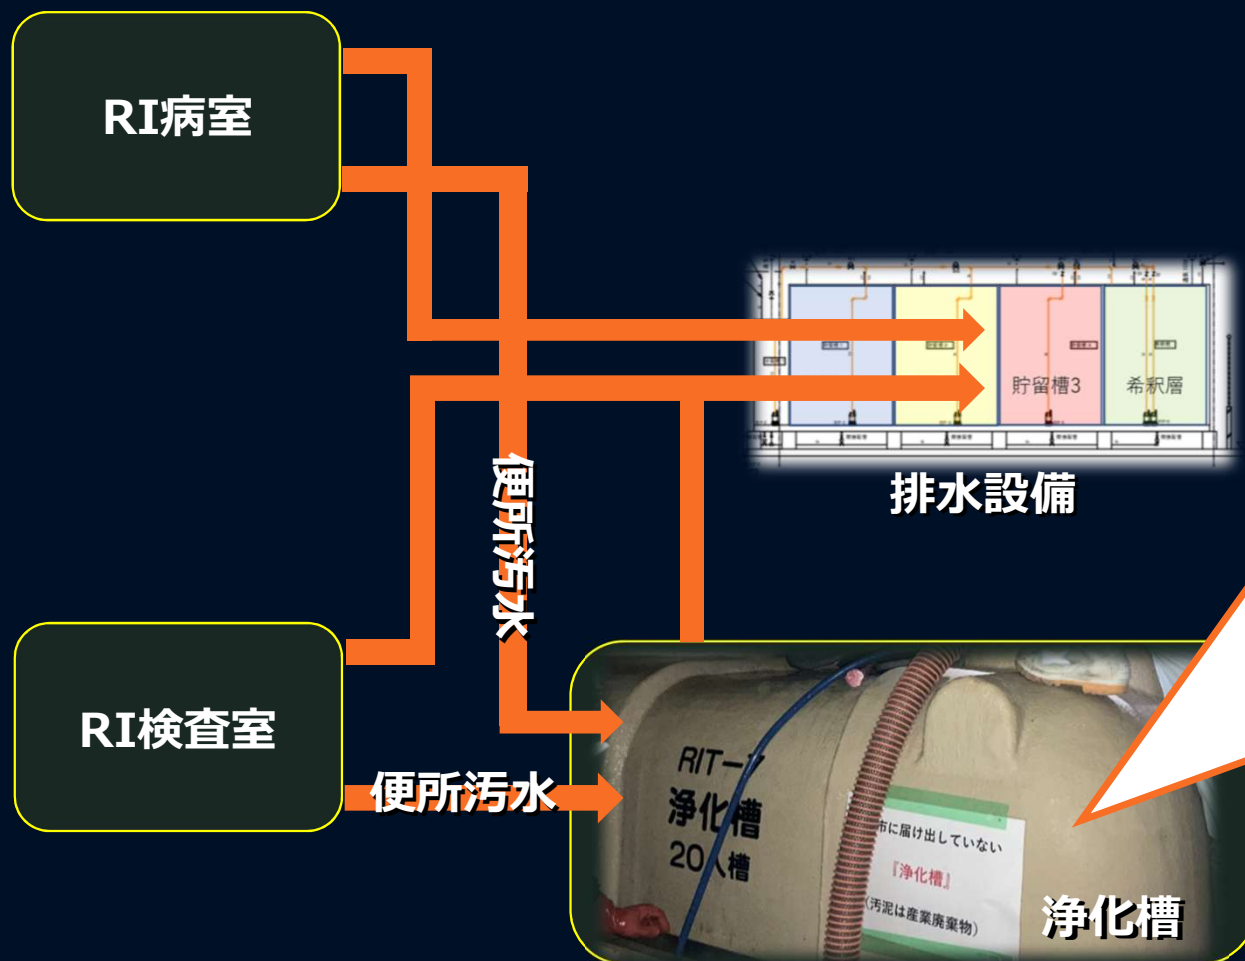 RI病室
貯留槽3
希釈層
排水設備
便所汚水
RI検査室
便所汚水
浄化槽
20人槽
市に届け出していない
『浄化槽』
(汚泥は産業廃棄物)
浄化槽